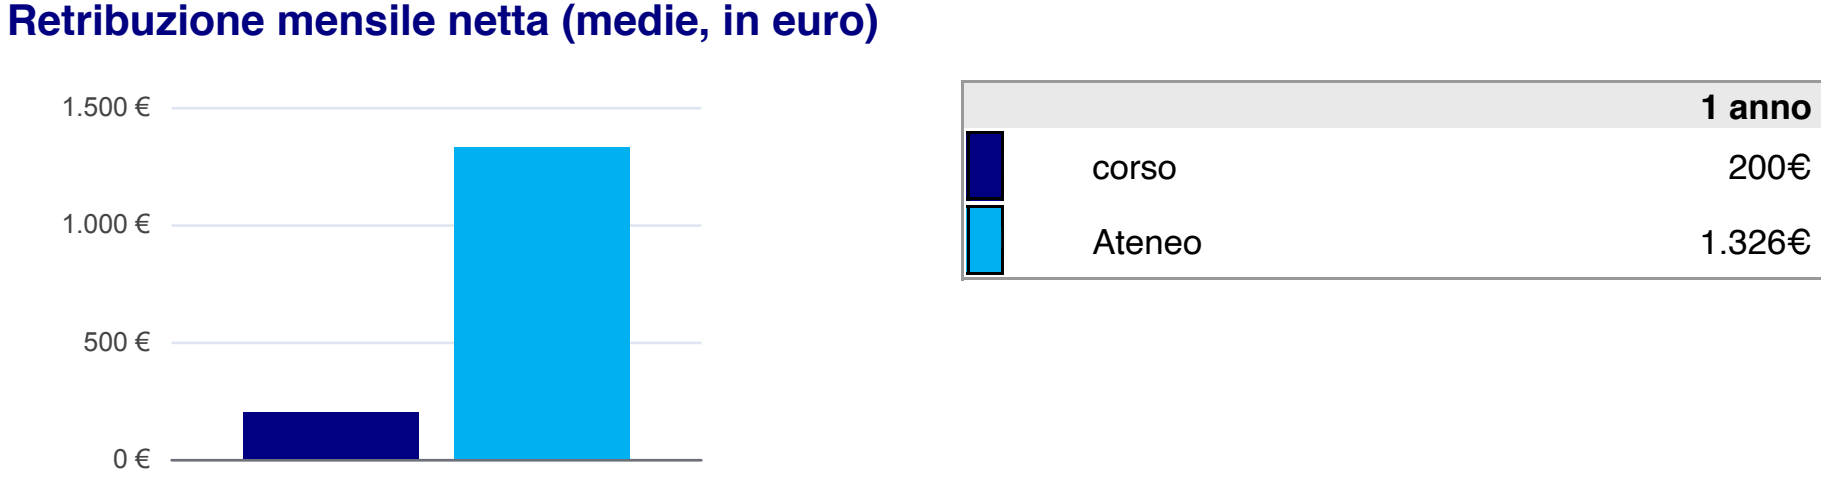 Retribuzione mensile netta (medie, in euro)
1.500 €
1.000 €
500 €
0 €
1 anno
corso 200€
Ateneo 1.326€